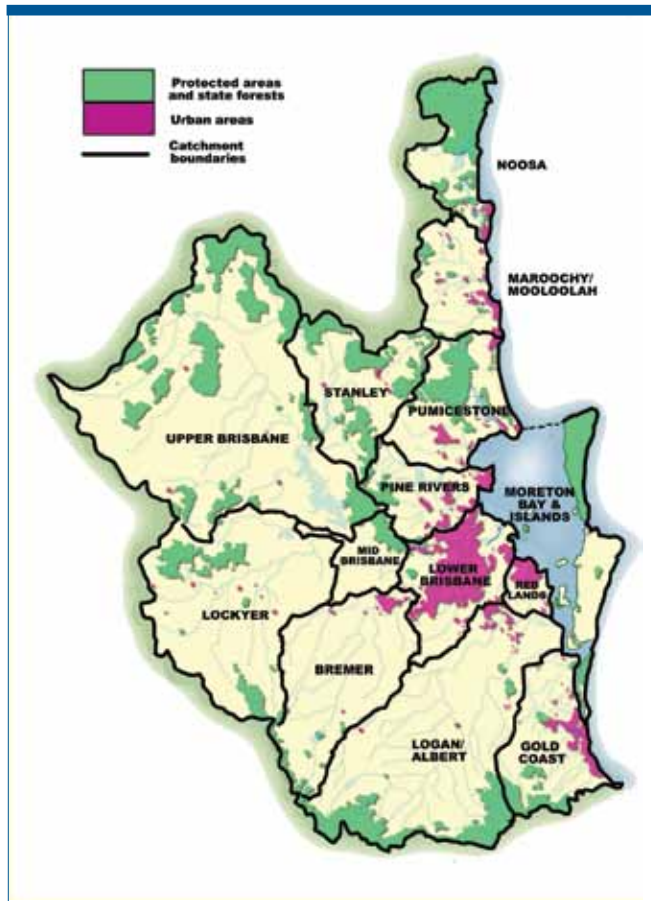 Protected areas
and state forests
Urban areas
Catchment
boundaries
NOOSA
MAROOCHY/
MOOLOOLAH
STANLEY
PUMICESTONE
UPPER BRISBANE
PINE RIVERS
MORETON
BAY &
ISLANDS
MID
BRISBANE
LOWER
BRISBANE
RED
LANDS
LOCKYER
BREMER
LOGAN/
ALBERT
GOLD
COAST